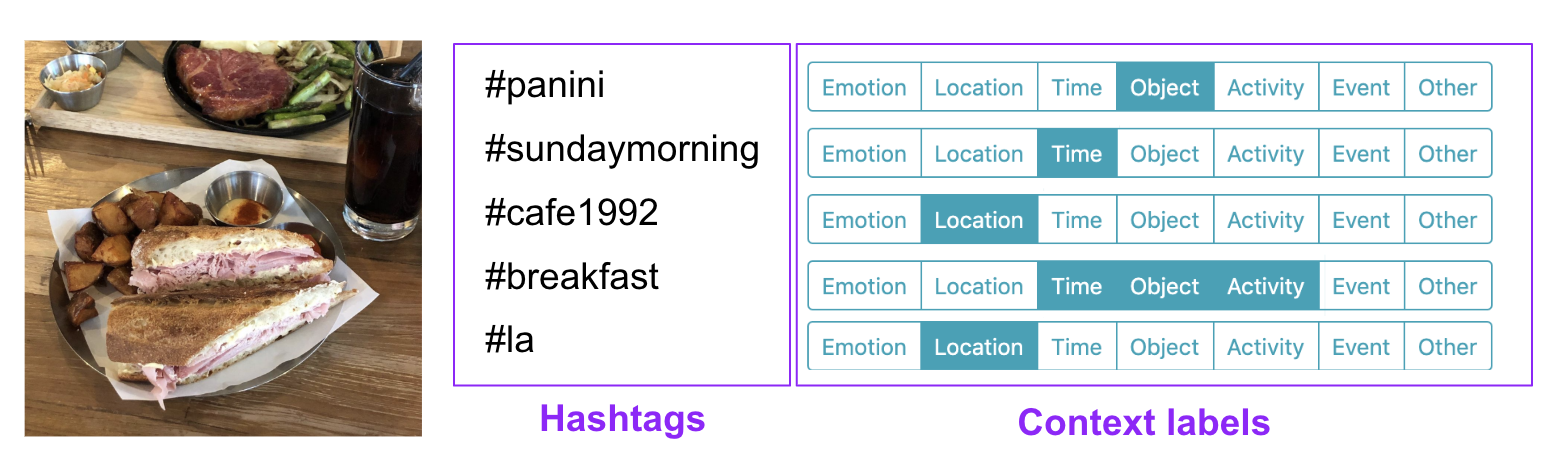 #panini Emotion Location Time Object Activity Event Other
#sundaymorning Emotion Location Time Object Activity Event Other
#cafe1992 Emotion Location Time Object Activity Event Other
#breakfast Emotion Location Time Object Activity Event Other
#la Emotion Location Time Object Activity Event Other
Hashtags Context labels